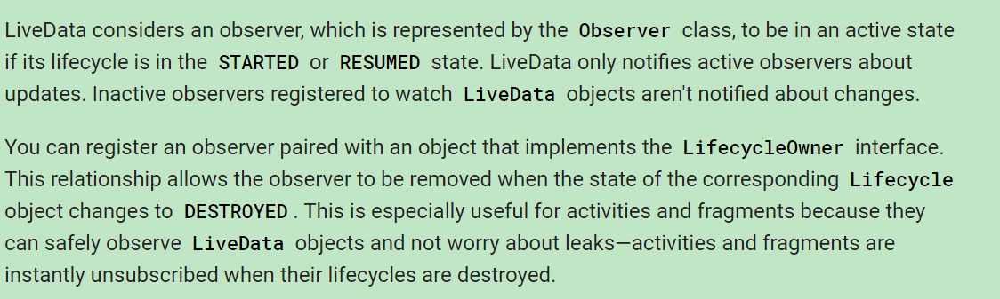 LiveData considers an observer, which is represented by the Observer class, to be in an active state
if its lifecycle is in the STARTED or RESUMED state. LiveData only notifies active observers about
updates. Inactive observers registered to watch LiveData objects aren't notified about changes.
You can register an observer paired with an object that implements the LifecycleOwner interface.
This relationship allows the observer to be removed when the state of the corresponding Lifecycle
object changes to DESTROYED . This is especially useful for activities and fragments because they
can safely observe LiveData objects and not worry about leaks—activities and fragments are
instantly unsubscribed when their lifecycles are destroyed.